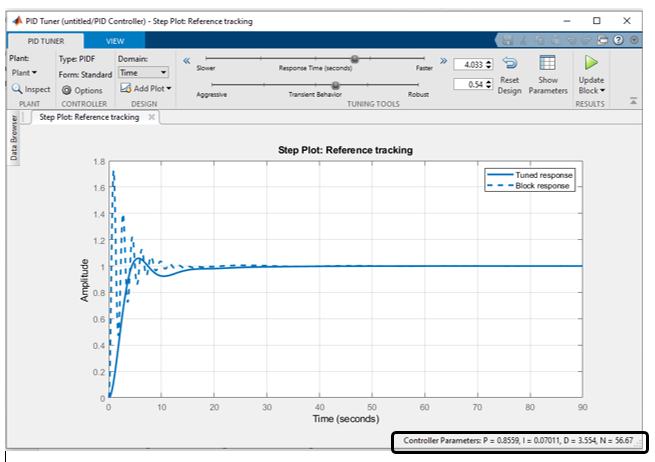 PID Tuner (untitled/PID Controller) - Step Plot: Reference tracking
PID TUNER
VIEW
Plant:
Plant
Inspect
PLANT
Type: PIDF
Form: Standard
Options
CONTROLLER
Domain:
Time
Add Plot
DESIGN
Slower
Response Time (seconds)
Faster
4.033
Aggressive
Transient Behavior
Robust
0.54
TUNING TOOLS
Reset
Design
Show
Parameters
Update
Block
RESULTS
Data Browser
Step Plot: Reference tracking
Step Plot: Reference tracking
Tuned response
Block response
Amplitude
1.8
1.6
1.4
1.2
1
0.8
0.6
0.4
0.2
0
0 10 20 30 40 50 60 70 80 90
Time (seconds)
Controller Parameters: P = 0.8559, I = 0.07011, D = 3.554, N = 56.67